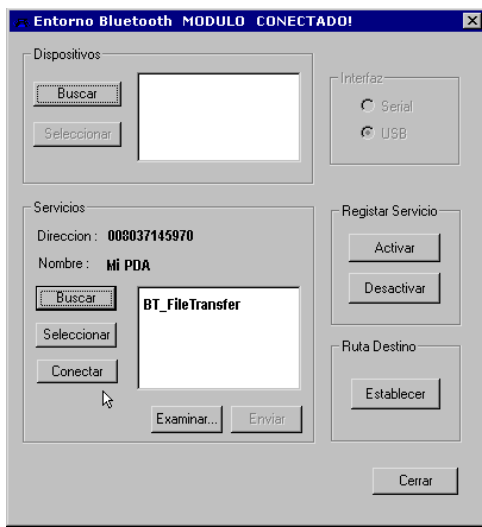 Entorno Bluetooth MODULO CONECTADO!
Dispositivos
Buscar
Seleccionar
Interfaz
Serial
USB
Servicios
Direccion : 008037145970
Nombre : Mi PDA
Buscar
Seleccionar
Conectar
BT_FileTransfer
Examinar...
Enviar
Registar Servicio
Activar
Desactivar
Ruta Destino
Establecer
Cerrar